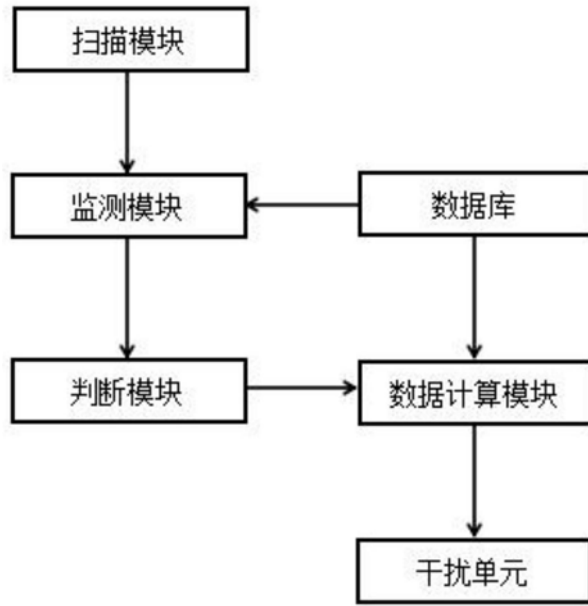 扫描模块
监测模块
数据库
判断模块
数据计算模块
干扰单元